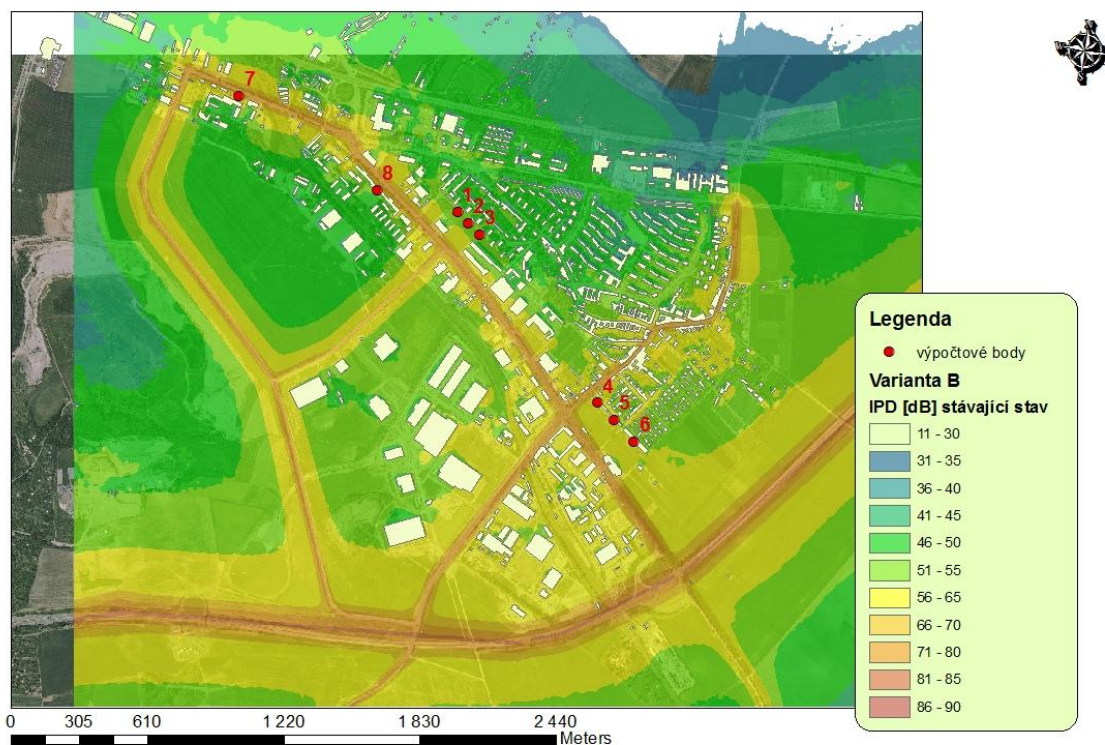 7
8
1
2
3
4
5
6
Legenda
výpočtové body
Varianta B
IPD [dB] stávající stav
11 - 30
31 - 35
36 - 40
41 - 45
46 - 50
51 - 55
56 - 65
66 - 70
71 - 80
81 - 85
86 - 90
0 305 610 1 220 1 830 2 440
Meters